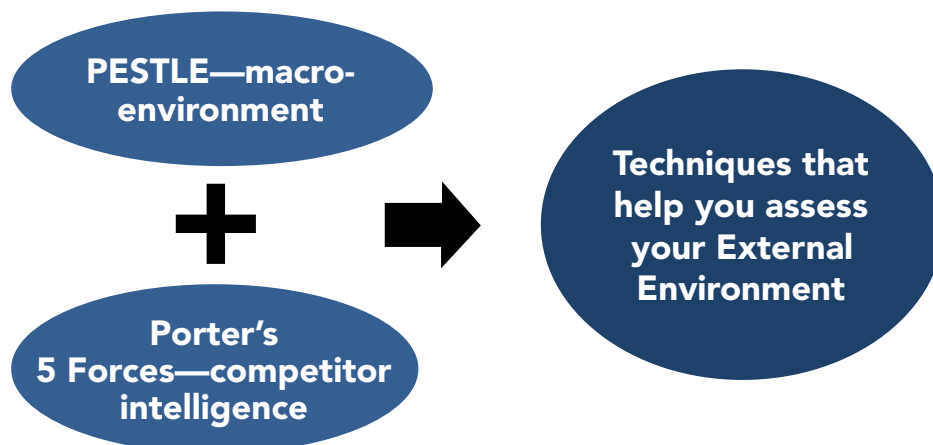 PESTLE—macro-
environment
Porter’s
5 Forces—competitor
intelligence
Techniques that
help you assess
your External
Environment